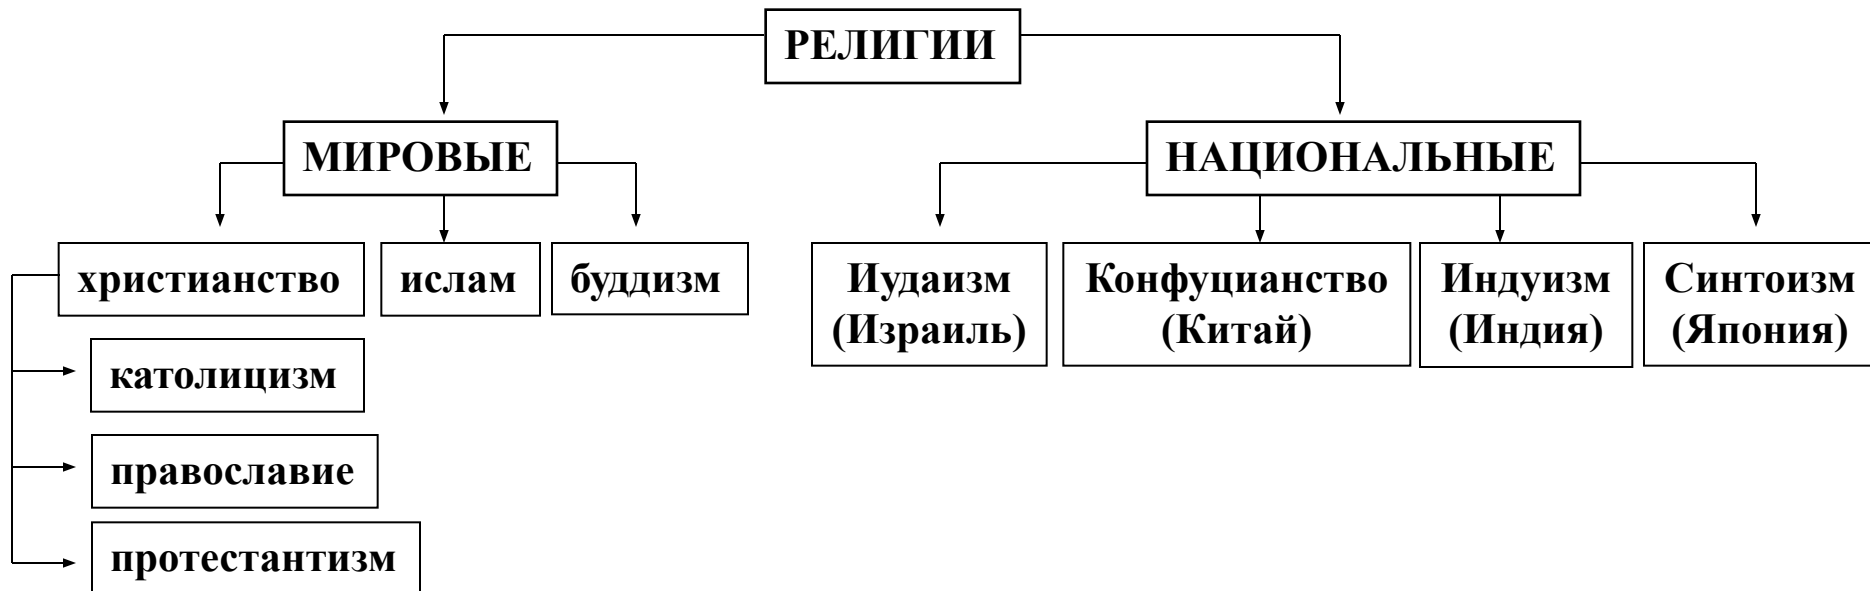 РЕЛИГИИ
МИРОВЫЕ
НАЦИОНАЛЬНЫЕ
христианство
ислам
буддизм
Иудаизм
(Израиль)
Конфуцианство
(Китай)
Индуизм
(Индия)
Синтоизм
(Япония)
католицизм
православие
протестантизм